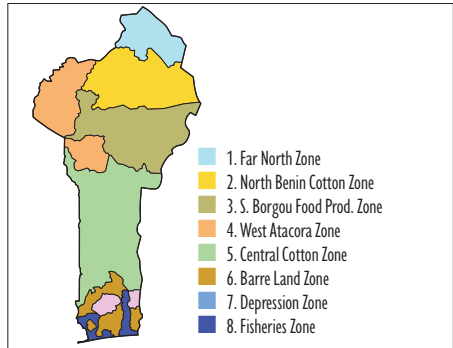 1. Far North Zone
2. North Benin Cotton Zone
3. S. Borgou Food Prod. Zone
4. West Atacora Zone
5. Central Cotton Zone
6. Barre Land Zone
7. Depression Zone
8. Fisheries Zone